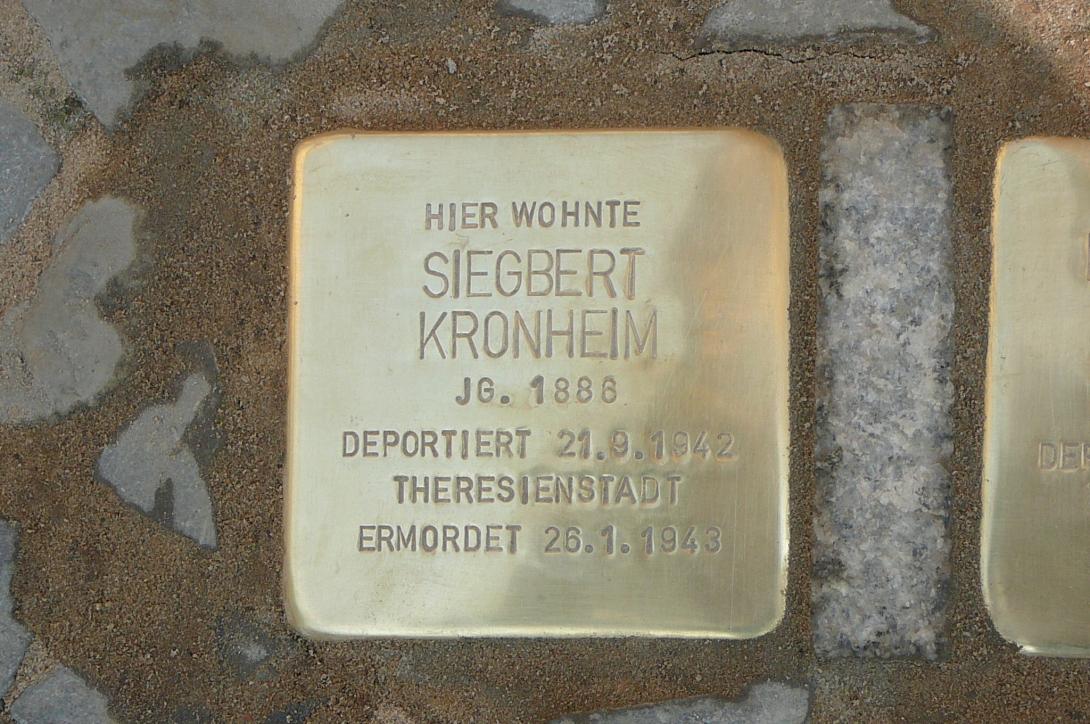 HIER WOHNTE
SIEGBERT
KRONHEIM
JG. 1886
DEPORTIERT 21.9.1942
THERESIENSTADT
ERMORDET 26.1.1943